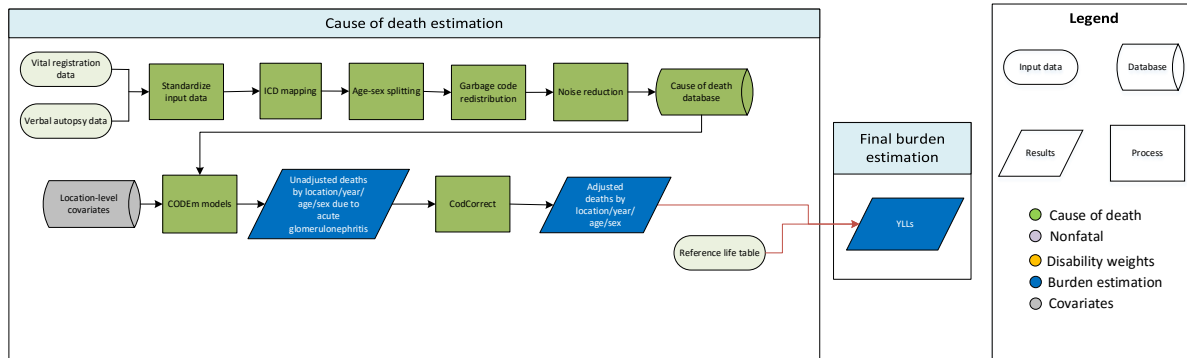 Cause of death estimation
Vital registration
data
Verbal autopsy data
Standardize
input data
ICD mapping
Age-sex splitting
Garbage code
redistribution
Noise reduction
Cause of death
database
Location-level
covariates
CODEm models
Unadjusted deaths
by location/year/
age/sex due to
acute
glomerulonephritis
CodCorrect
Adjusted
deaths by
location/year/
age/sex
Reference life table
Final burden
estimation
YLLs
Legend
Input data
Database
Results
Process
Cause of death
Nonfatal
Disability weights
Burden estimation
Covariates